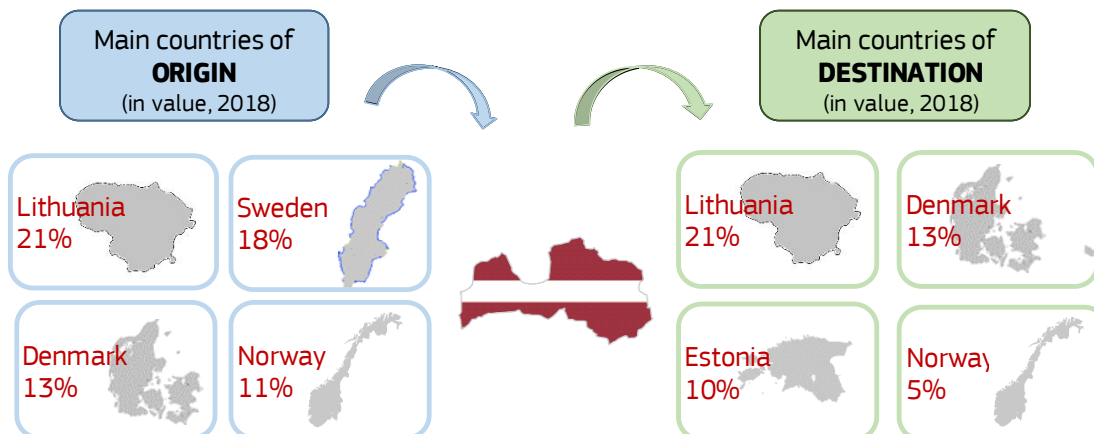 Main countries of
ORIGIN
(in value, 2018)
Main countries of
DESTINATION
(in value, 2018)
Lithuania
21%
Sweden
18%
Denmark
13%
Norway
11%
Lithuania
21%
Denmark
13%
Estonia
10%
Norway
5%